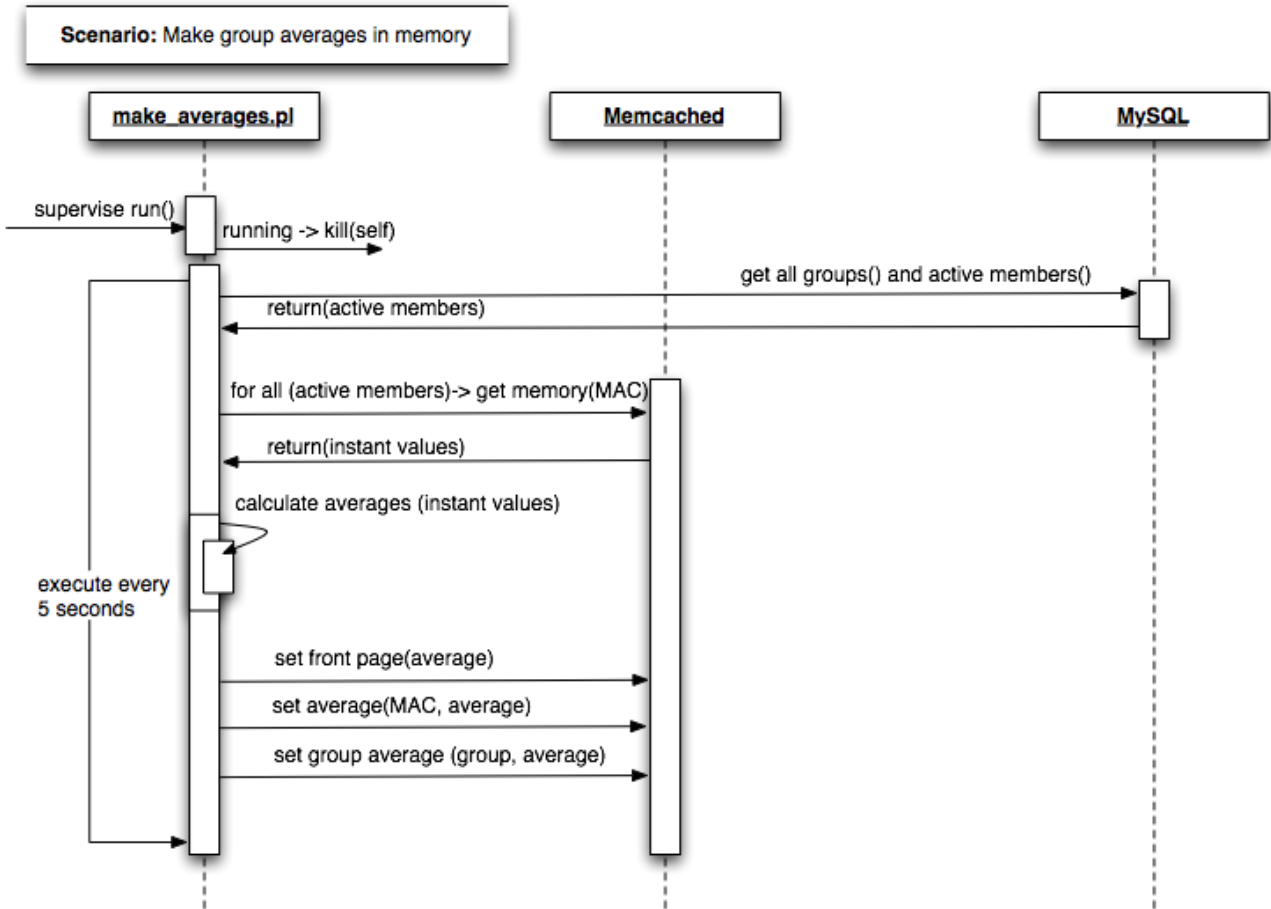 Scenario: Make group averages in memory
make_averages.pl
Memcached
MySQL
supervise run()
running -> kill(self)
get all groups() and active members()
return(active members)
for all (active members)-> get memory(MAC)
return(instant values)
calculate averages (instant values)
execute every
5 seconds
set front page(average)
set average(MAC, average)
set group average (group, average)